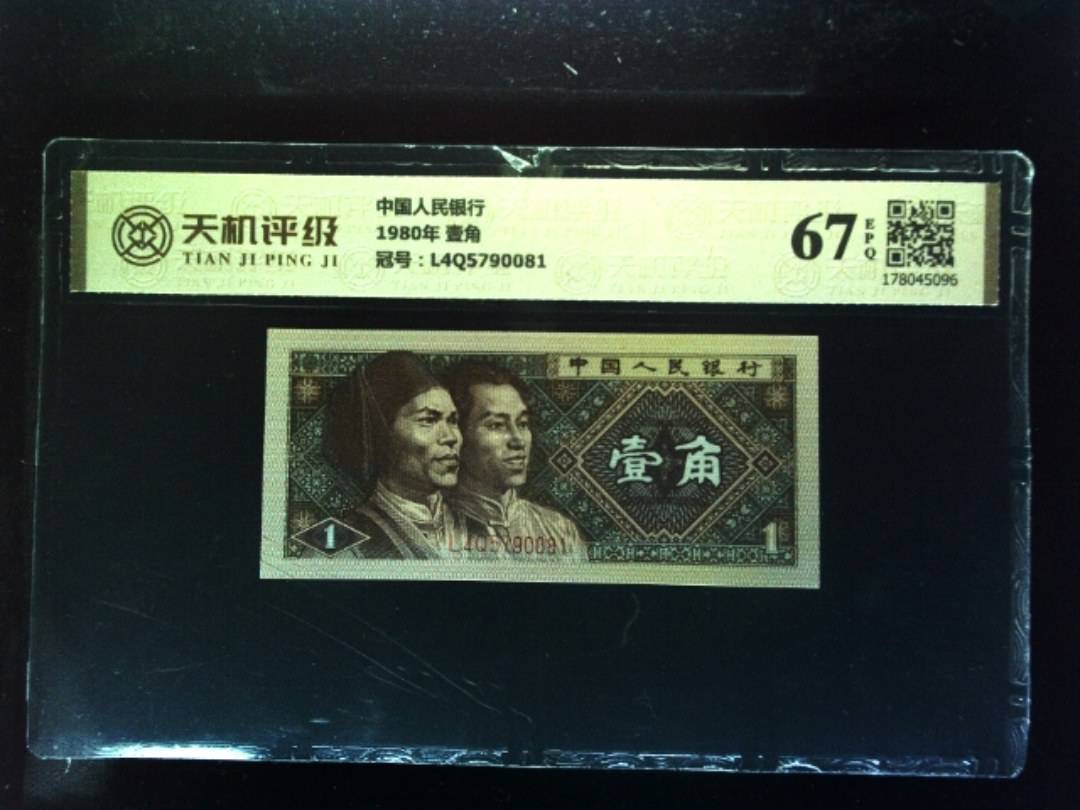 天机评级
TIAN JI PING JI
中国人民银行
1980年 壹角
冠号：L4Q5790081
67
EPQ
178045096
中国人民银行
壹角
1
L4Q5790081
1